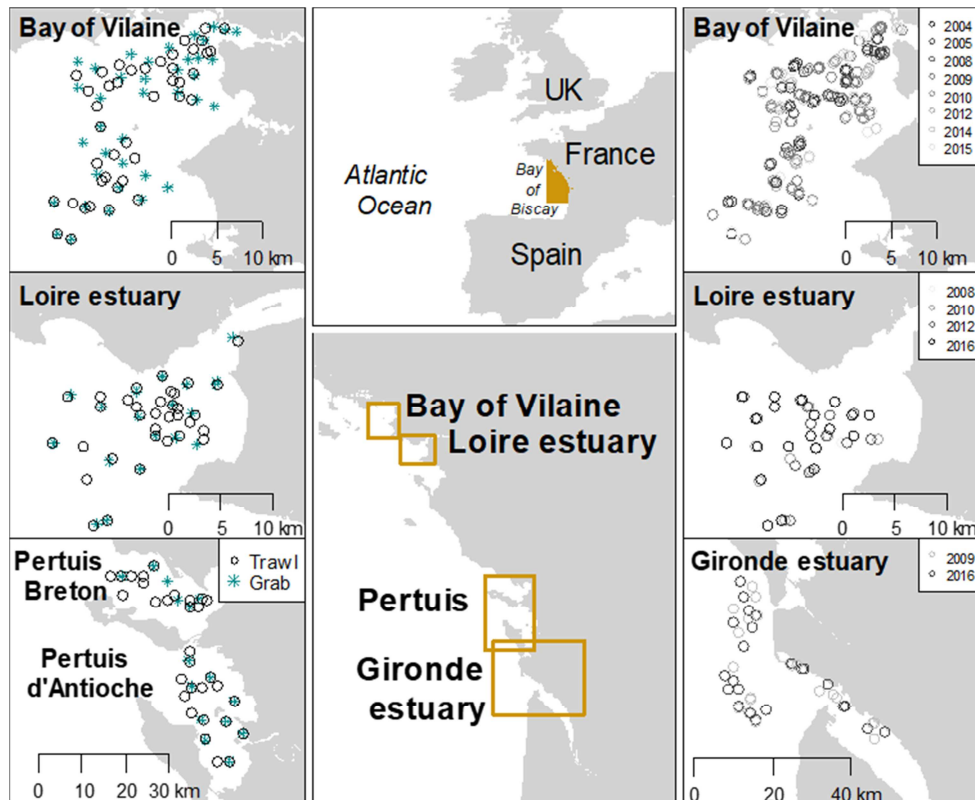 Bay of Vilaine
0 5 10 km
Loire estuary
0 5 10 km
Pertuis
Breton
Trawl
Grab
Pertuis
d'Antioche
0 10 20 30 km
UK
France
Atlantic
Ocean
Bay
of
Biscay
Spain
Bay of Vilaine
Loire estuary
Pertuis
Gironde
estuary
Bay of Vilaine
2004
2005
2008
2009
2010
2012
2014
2015
0 5 10 km
Loire estuary
2008
2010
2012
2016
0 5 10 km
Gironde estuary
2009
2016
0 20 40 km